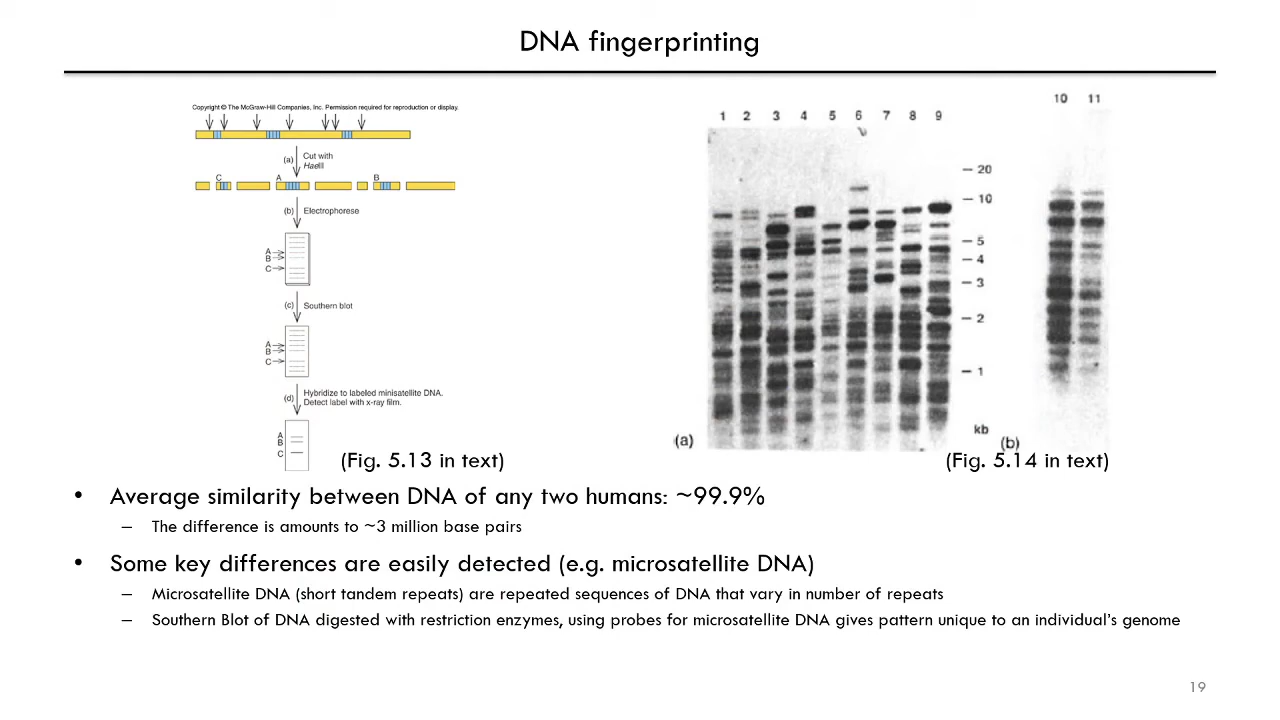 DNA fingerprinting
Copyright © The McGraw-Hill Companies, Inc. Permission required for reproduction or display.
(a) Cut with
HaeIII
C A B
(b) Electrophorese
A
B
C
(c) Southern blot
A
B
C
(d) Hybridize to labeled minisatellite DNA.
Detect label with x-ray film.
A
B
C
(Fig. 5.13 in text)
1 2 3 4 5 6 7 8 9
10 11
– 20
– 10
– 5
– 4
– 3
– 2
– 1
kb
(a)
(b)
(Fig. 5.14 in text)
• Average similarity between DNA of any two humans: ~99.9%
– The difference is amounts to ~3 million base pairs
• Some key differences are easily detected (e.g. microsatellite DNA)
– Microsatellite DNA (short tandem repeats) are repeated sequences of DNA that vary in number of repeats
– Southern Blot of DNA digested with restriction enzymes, using probes for microsatellite DNA gives pattern unique to an individual's genome
19